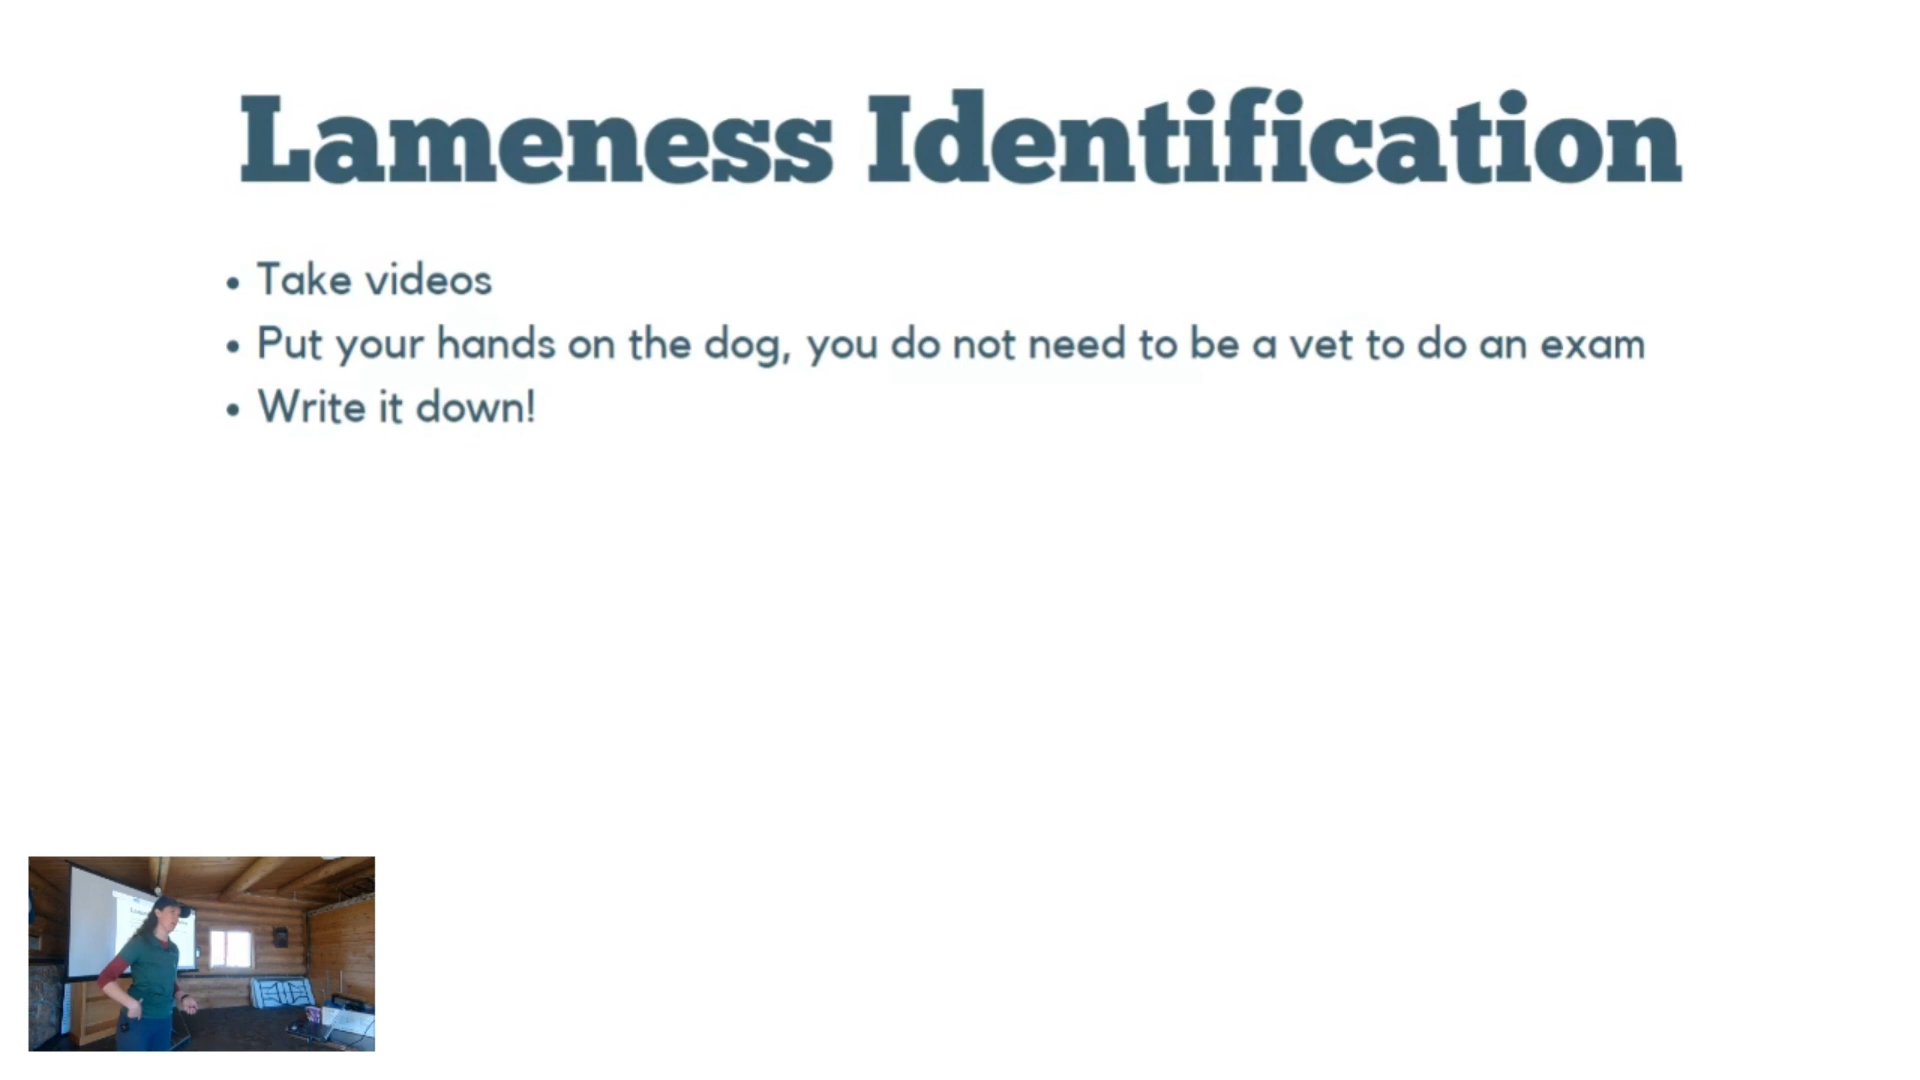 Lameness Identification
• Take videos
• Put your hands on the dog, you do not need to be a vet to do an exam
• Write it down!